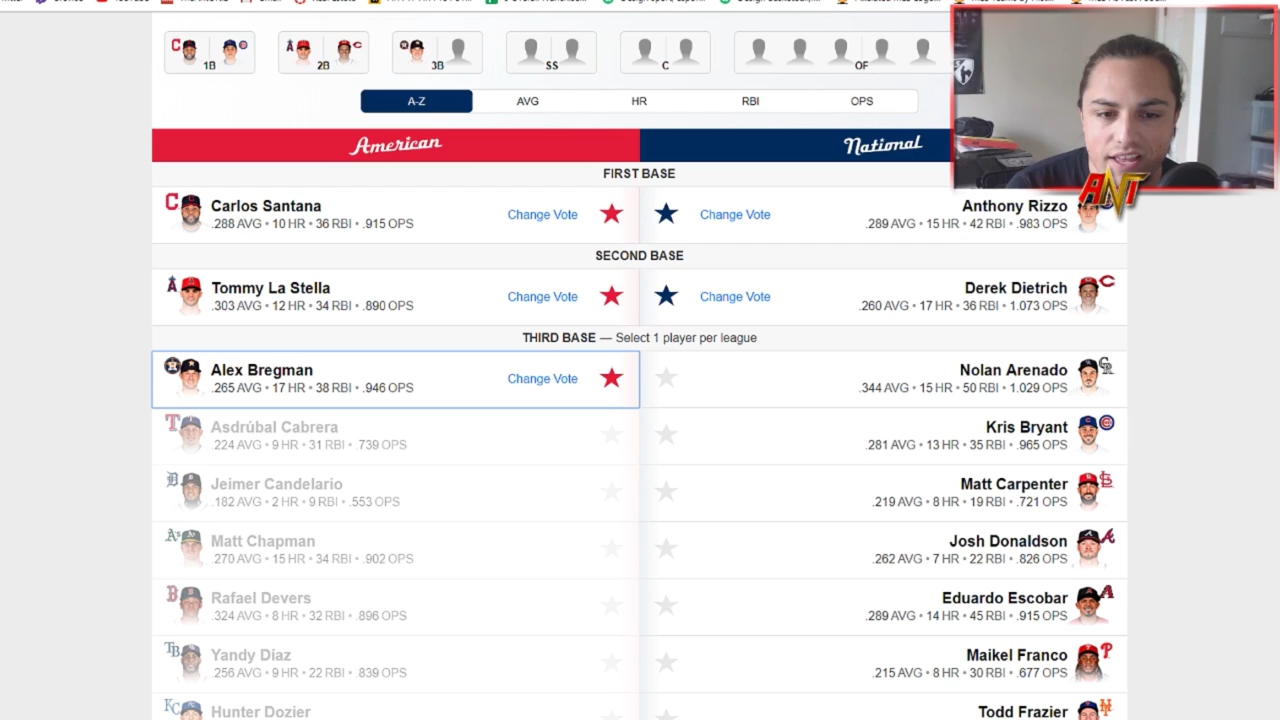 1B
2B
3B
SS
C
OF
A-Z
AVG
HR
RBI
OPS
American
National
FIRST BASE
Carlos Santana
.288 AVG • 10 HR • 36 RBI • .915 OPS
Change Vote
Change Vote
Anthony Rizzo
.289 AVG • 15 HR • 42 RBI • .983 OPS
ANT
SECOND BASE
Tommy La Stella
.303 AVG • 12 HR • 34 RBI • .890 OPS
Change Vote
Change Vote
Derek Dietrich
.260 AVG • 17 HR • 36 RBI • 1.073 OPS
THIRD BASE — Select 1 player per league
Alex Bregman
.265 AVG • 17 HR • 38 RBI • .946 OPS
Change Vote
Nolan Arenado
.344 AVG • 15 HR • 50 RBI • 1.029 OPS
Asdrúbal Cabrera
.224 AVG • 9 HR • 31 RBI • .739 OPS
Kris Bryant
.281 AVG • 13 HR • 35 RBI • .965 OPS
Jeimer Candelario
.182 AVG • 2 HR • 9 RBI • .553 OPS
Matt Carpenter
.219 AVG • 8 HR • 19 RBI • .721 OPS
Matt Chapman
.270 AVG • 15 HR • 34 RBI • .902 OPS
Josh Donaldson
.262 AVG • 7 HR • 22 RBI • .826 OPS
Rafael Devers
.324 AVG • 8 HR • 32 RBI • .896 OPS
Eduardo Escobar
.289 AVG • 14 HR • 45 RBI • .915 OPS
Yandy Díaz
.256 AVG • 9 HR • 22 RBI • .839 OPS
Maikel Franco
.215 AVG • 8 HR • 30 RBI • .677 OPS
Hunter Dozier
Todd Frazier